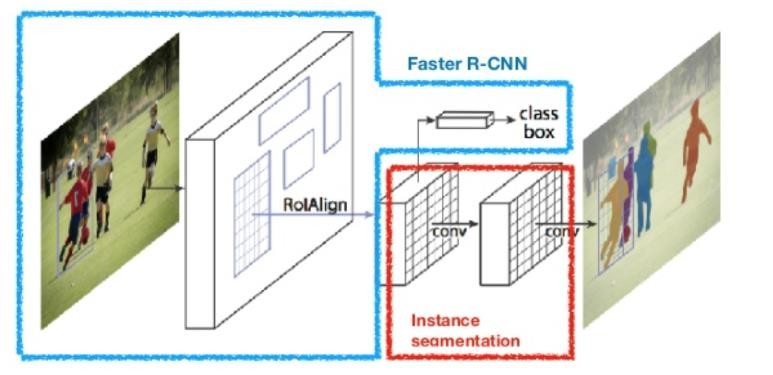 Faster R-CNN
class
box
RoIAlign
conv
conv
Instance
segmentation